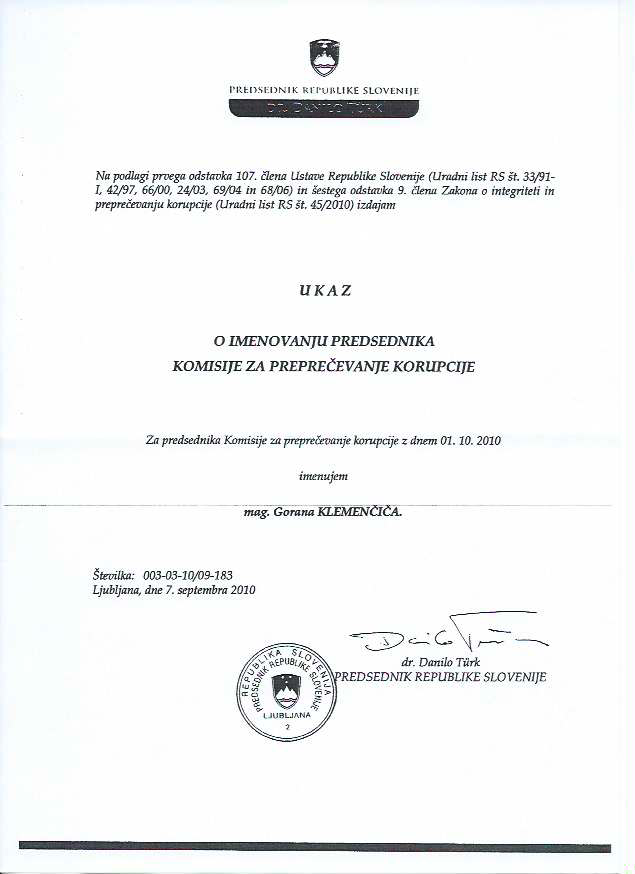 PREDSEDNIK REPUBLIKE SLOVENIJE
DR. DANILO TÜRK
Na podlagi prvega odstavka 107. člena Ustave Republike Slovenije (Uradni list RS št. 33/91-
I, 42/97, 66/00, 24/03, 69/04 in 68/06) in šestega odstavka 9. člena Zakona o integriteti in
preprečevanju korupcije (Uradni list RS št. 45/2010) izdajam
U K A Z
O IMENOVANJU PREDSEDNIKA
KOMISIJE ZA PREPREČEVANJE KORUPCIJE
Za predsednika Komisije za preprečevanje korupcije z dnem 01. 10. 2010
imenujem
mag. Gorana KLEMENČIČA.
Številka: 003-03-10/09-183
Ljubljana, dne 7. septembra 2010
Danilo Türk
dr. Danilo Türk
PREDSEDNIK REPUBLIKE SLOVENIJE
REPUBLIKA SLOVENIJA
PREDSEDNIK REPUBLIKE SLOVENIJE
LJUBLJANA
2